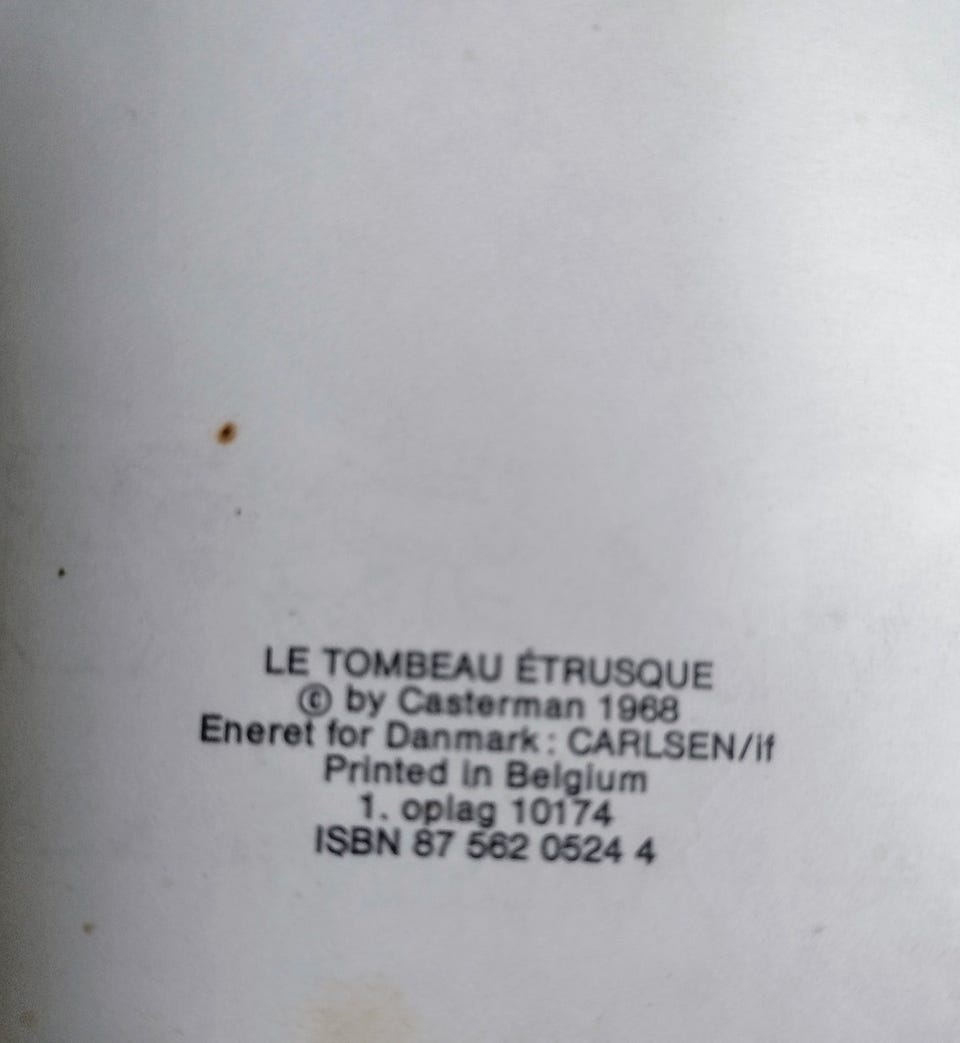 LE TOMBEAU ÉTRUSQUE
© by Casterman 1968
Eneret for Danmark: CARLSEN/if
Printed in Belgium
1. oplag 10174
ISBN 87 562 0524 4